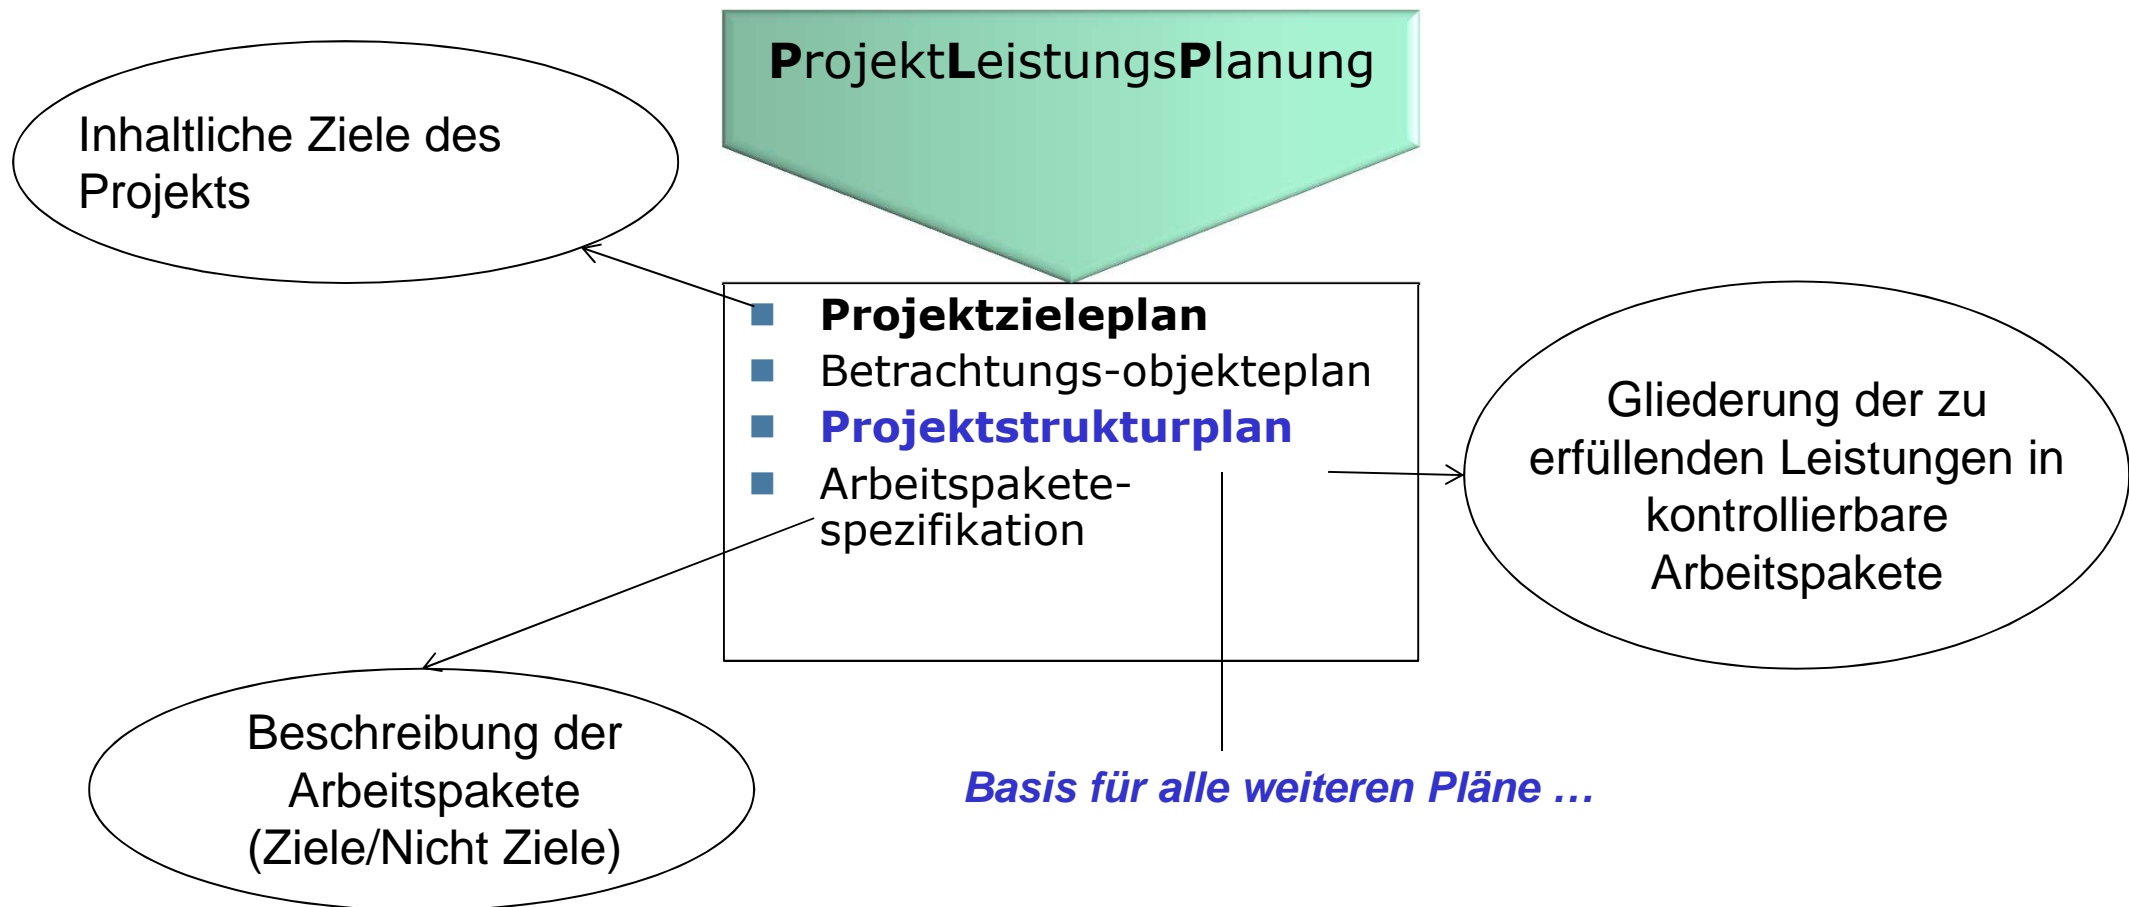 ProjektLeistungsPlanung
Inhaltliche Ziele des
Projekts
Projektzieleplan
Betrachtungs-objekteplan
Projektstrukturplan
Arbeitspakete-
spezifikation
Gliederung der zu
erfüllenden Leistungen in
kontrollierbare
Arbeitspakete
Beschreibung der
Arbeitspakete
(Ziele/Nicht Ziele)
Basis für alle weiteren Pläne …